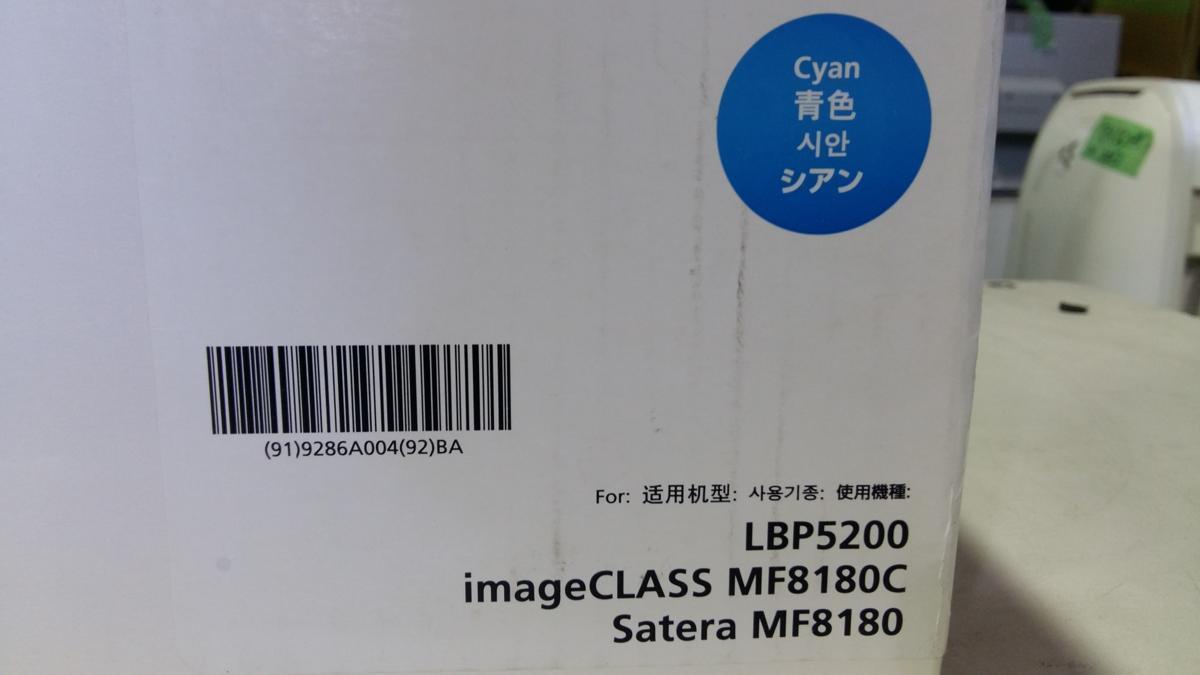 Cyan
青色
시안
シアン
(91)9286A004(92)BA
For: 适用机型: 사용기종: 使用機種:
LBP5200
imageCLASS MF8180C
Satera MF8180